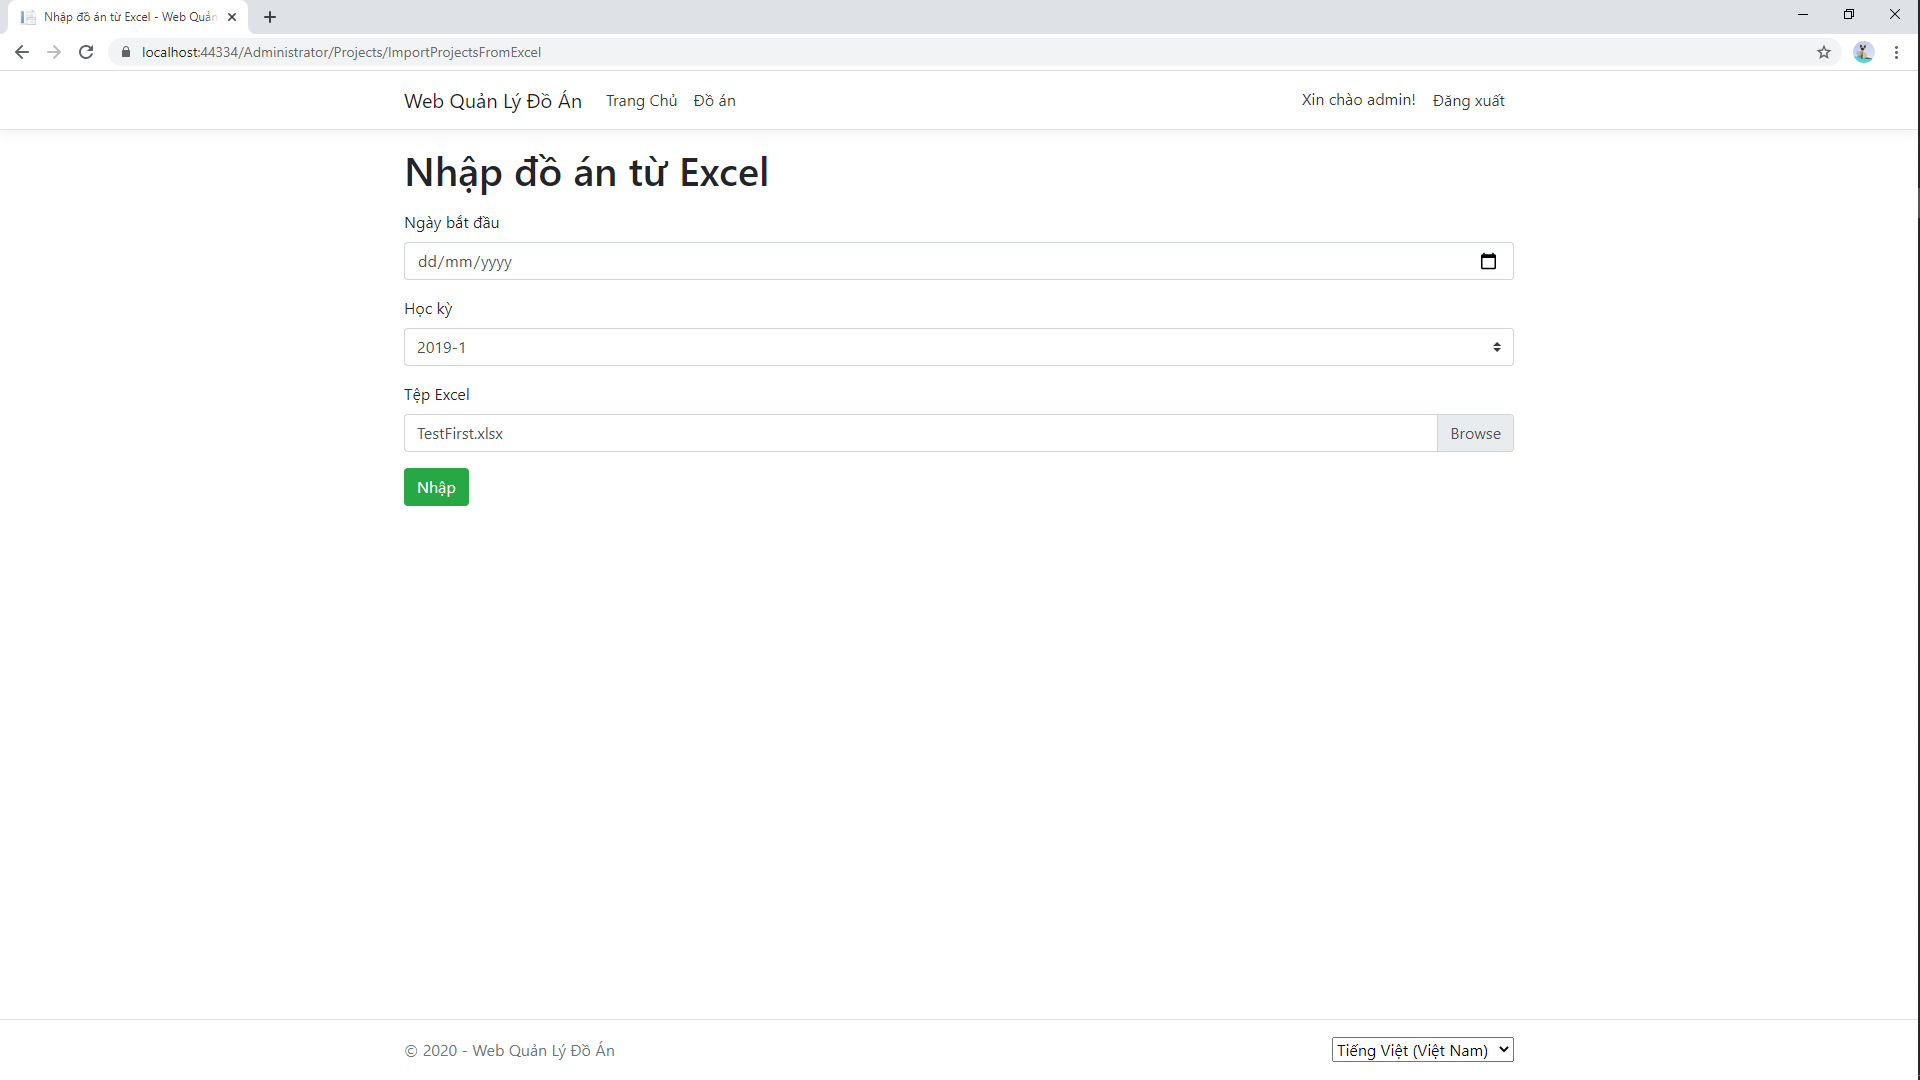 Nhập đồ án từ Excel - Web Quản
localhost:44334/Administrator/Projects/ImportProjectsFromExcel
Web Quản Lý Đồ Án Trang Chủ Đồ án Xin chào admin! Đăng xuất
Nhập đồ án từ Excel
Ngày bắt đầu
dd/mm/yyyy
Học kỳ
2019-1
Tệp Excel
TestFirst.xlsx Browse
Nhập
© 2020 - Web Quản Lý Đồ Án Tiếng Việt (Việt Nam)